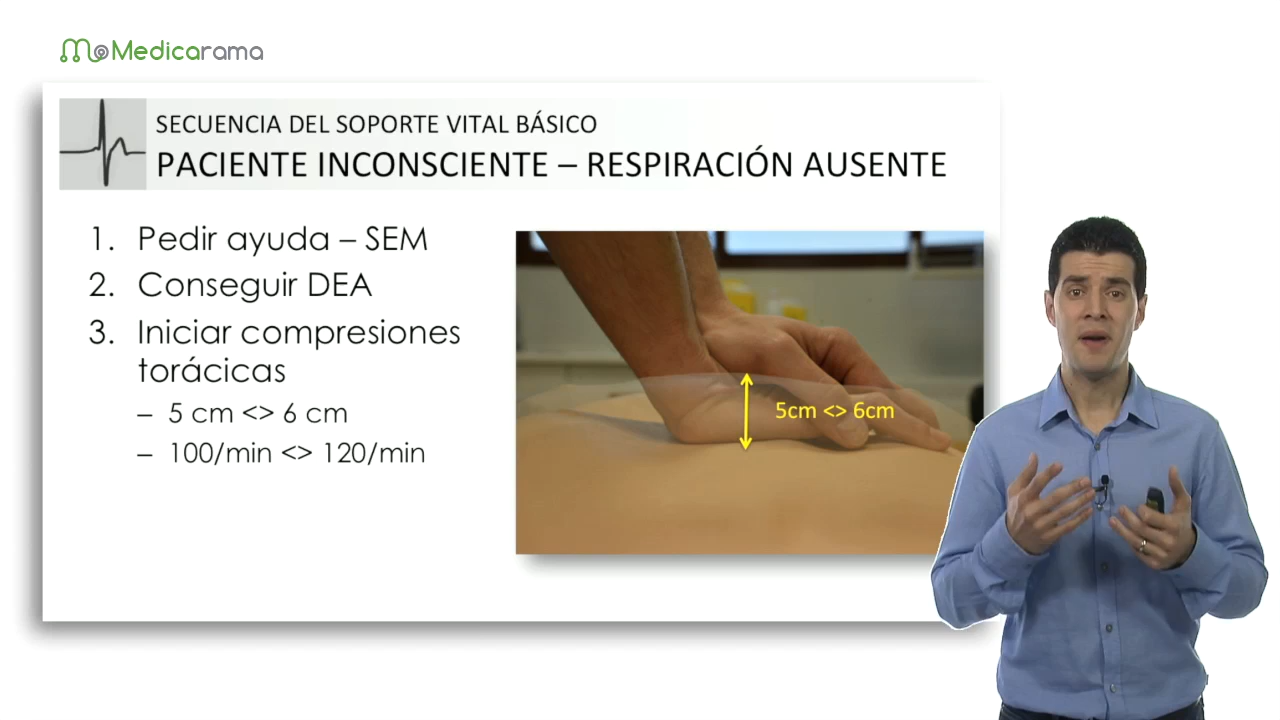 Medicarama
SECUENCIA DEL SOPORTE VITAL BÁSICO
PACIENTE INCONSCIENTE – RESPIRACIÓN AUSENTE
1. Pedir ayuda – SEM
2. Conseguir DEA
3. Iniciar compresiones
torácicas
– 5 cm <> 6 cm
– 100/min <> 120/min
5cm <> 6cm